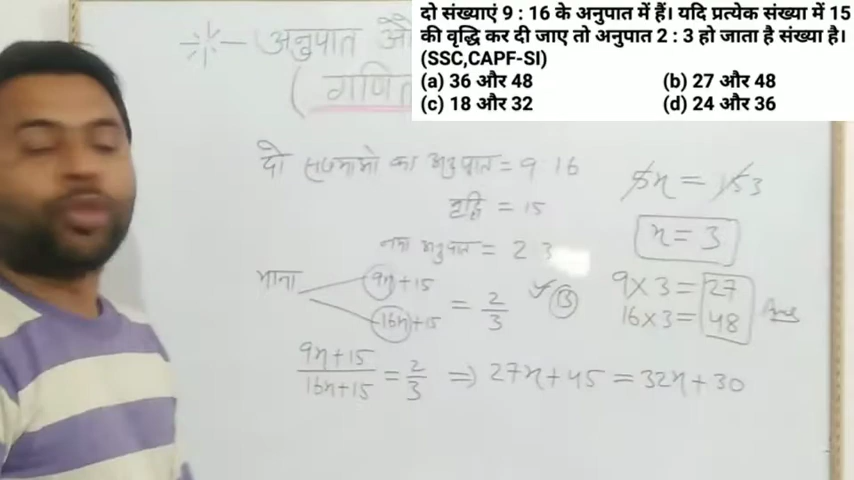 दो संख्याएं 9 : 16 के अनुपात में हैं। यदि प्रत्येक संख्या में 15
की वृद्धि कर दी जाए तो अनुपात 2 : 3 हो जाता है संख्या है।
(SSC,CAPF-SI)
(a) 36 और 48 (b) 27 और 48
(c) 18 और 32 (d) 24 और 36
अनुपात औ
( गणित
दो संख्याओं का अनुपात = 9 16
वृद्धि = 15
नया अनुपात = 2 3
माना
9x+15
16x+15
= 2/3
B
(9x+15)/(16x+15) = 2/3 ⇒ 27x+45 = 32x+30
5x = 15 3
x = 3
9×3 = 27
16×3 = 48
Ans